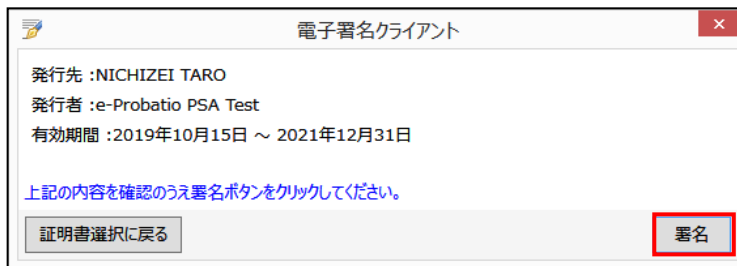 電子署名クライアント
発行先 :NICHIZEI TARO
発行者 :e-Probatio PSA Test
有効期間 :2019年10月15日 ～ 2021年12月31日
上記の内容を確認のうえ署名ボタンをクリックしてください。
証明書選択に戻る
署名